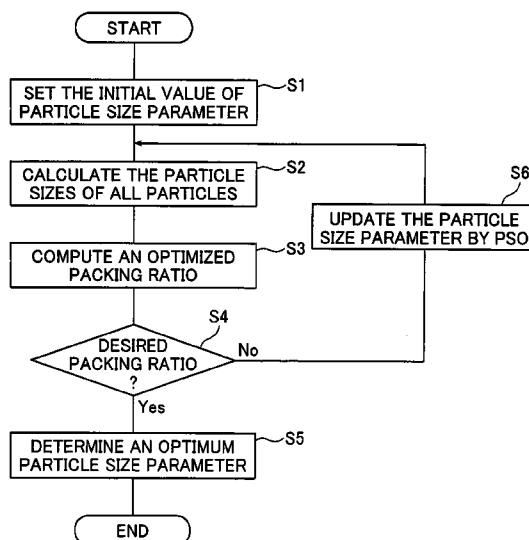 START
S1
SET THE INITIAL VALUE OF
PARTICLE SIZE PARAMETER
S2
CALCULATE THE PARTICLE
SIZES OF ALL PARTICLES
S6
UPDATE THE PARTICLE
SIZE PARAMETER BY PSO
S3
COMPUTE AN OPTIMIZED
PACKING RATIO
S4
DESIRED
PACKING RATIO
?
No
Yes
S5
DETERMINE AN OPTIMUM
PARTICLE SIZE PARAMETER
END